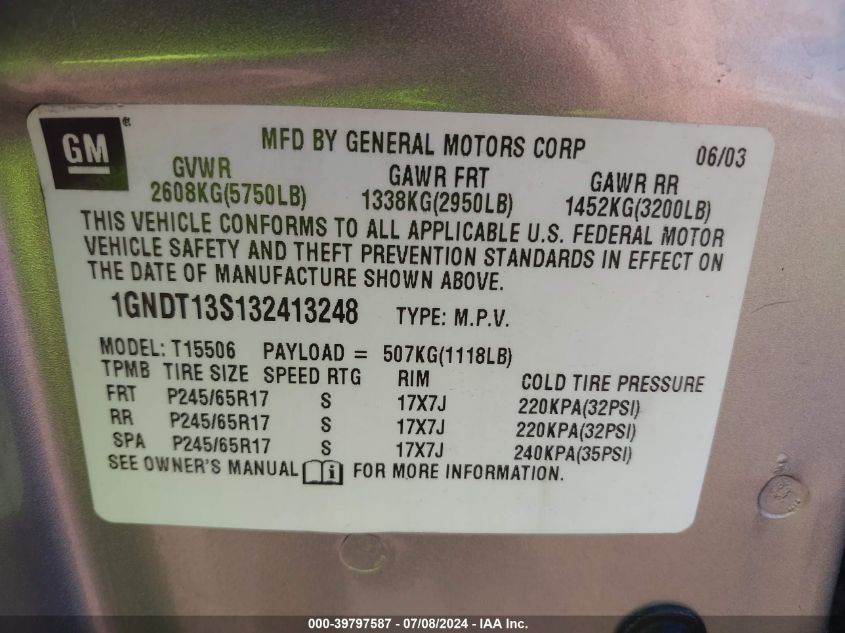 GM®
MFD BY GENERAL MOTORS CORP 06/03
GVWR GAWR FRT GAWR RR
2608KG(5750LB) 1338KG(2950LB) 1452KG(3200LB)
THIS VEHICLE CONFORMS TO ALL APPLICABLE U.S. FEDERAL MOTOR
VEHICLE SAFETY AND THEFT PREVENTION STANDARDS IN EFFECT ON
THE DATE OF MANUFACTURE SHOWN ABOVE.
1GNDT13S132413248 TYPE: M.P.V.
MODEL: T15506 PAYLOAD = 507KG(1118LB)
TPMB TIRE SIZE SPEED RTG RIM COLD TIRE PRESSURE
FRT P245/65R17 S 17X7J 220KPA(32PSI)
RR P245/65R17 S 17X7J 220KPA(32PSI)
SPA P245/65R17 S 17X7J 240KPA(35PSI)
SEE OWNER'S MANUAL i FOR MORE INFORMATION.
000-39797587 - 07/08/2024 - IAA Inc.